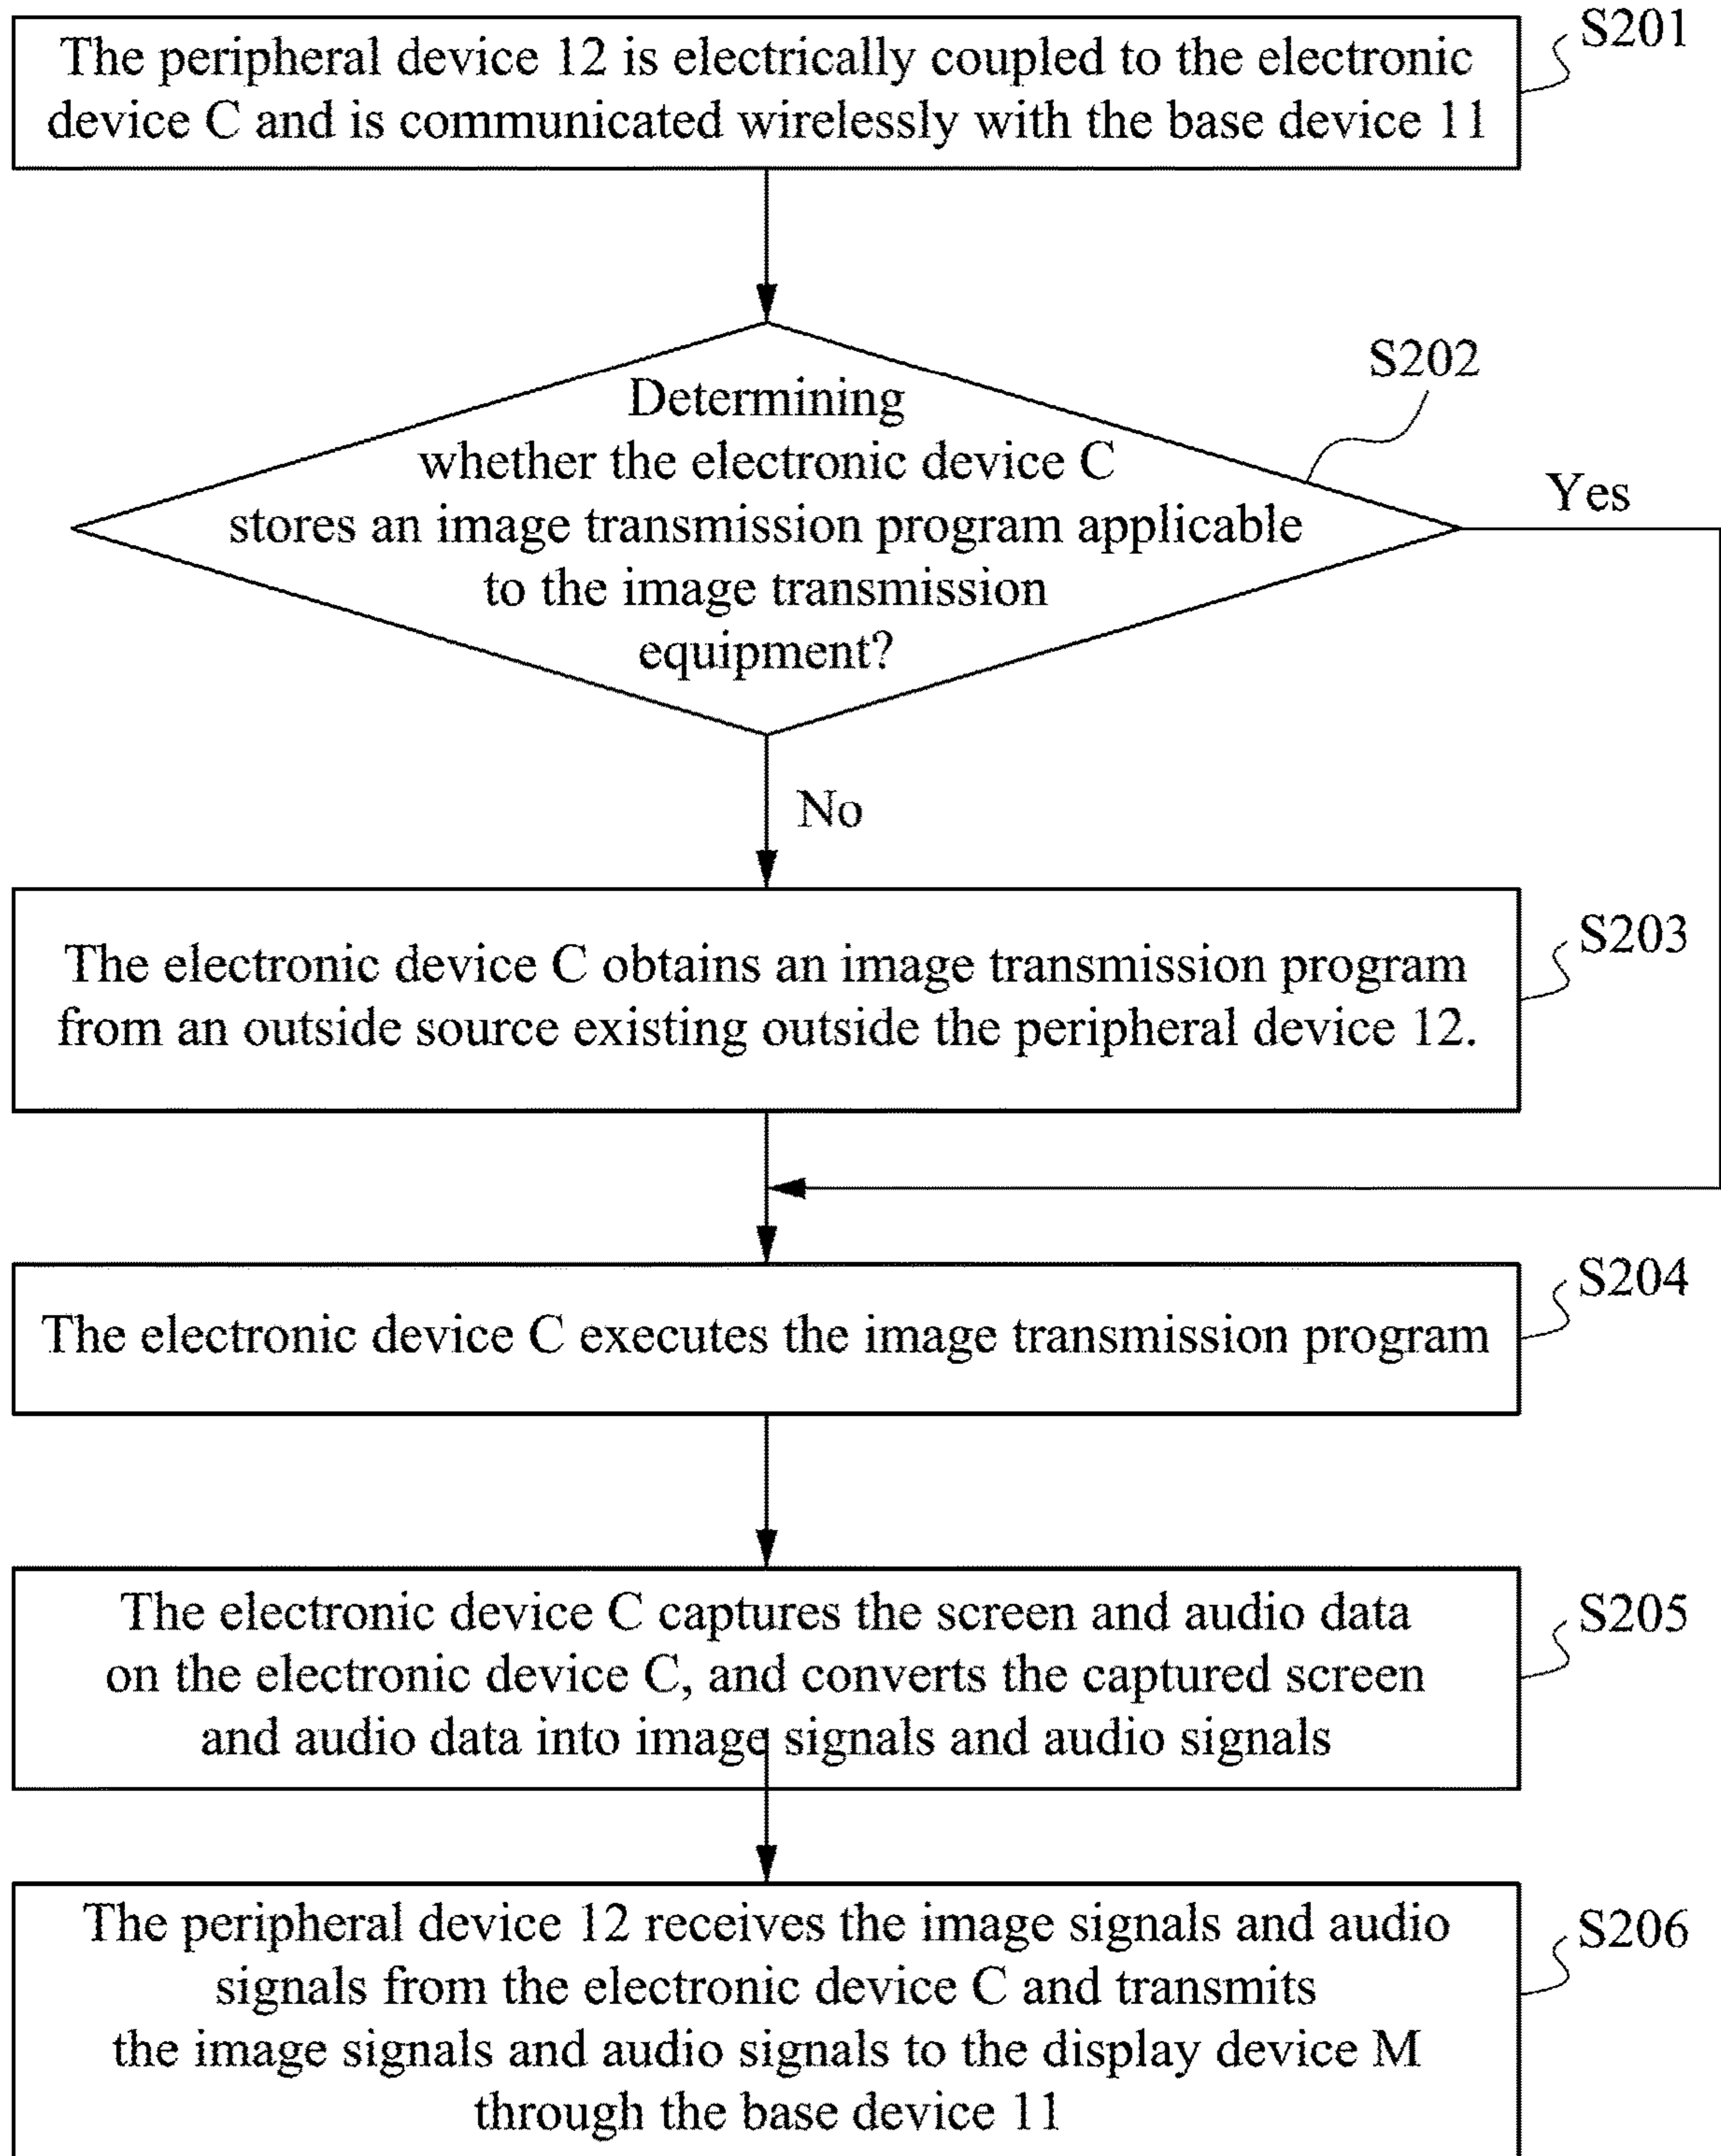 The peripheral device 12 is electrically coupled to the electronic
device C and is communicated wirelessly with the base device 11
S201
Determining
whether the electronic device C
stores an image transmission program applicable
to the image transmission
equipment?
S202
Yes
No
The electronic device C obtains an image transmission program
from an outside source existing outside the peripheral device 12.
S203
The electronic device C executes the image transmission program
S204
The electronic device C captures the screen and audio data
on the electronic device C, and converts the captured screen
and audio data into image signals and audio signals
S205
The peripheral device 12 receives the image signals and audio
signals from the electronic device C and transmits
the image signals and audio signals to the display device M
through the base device 11
S206